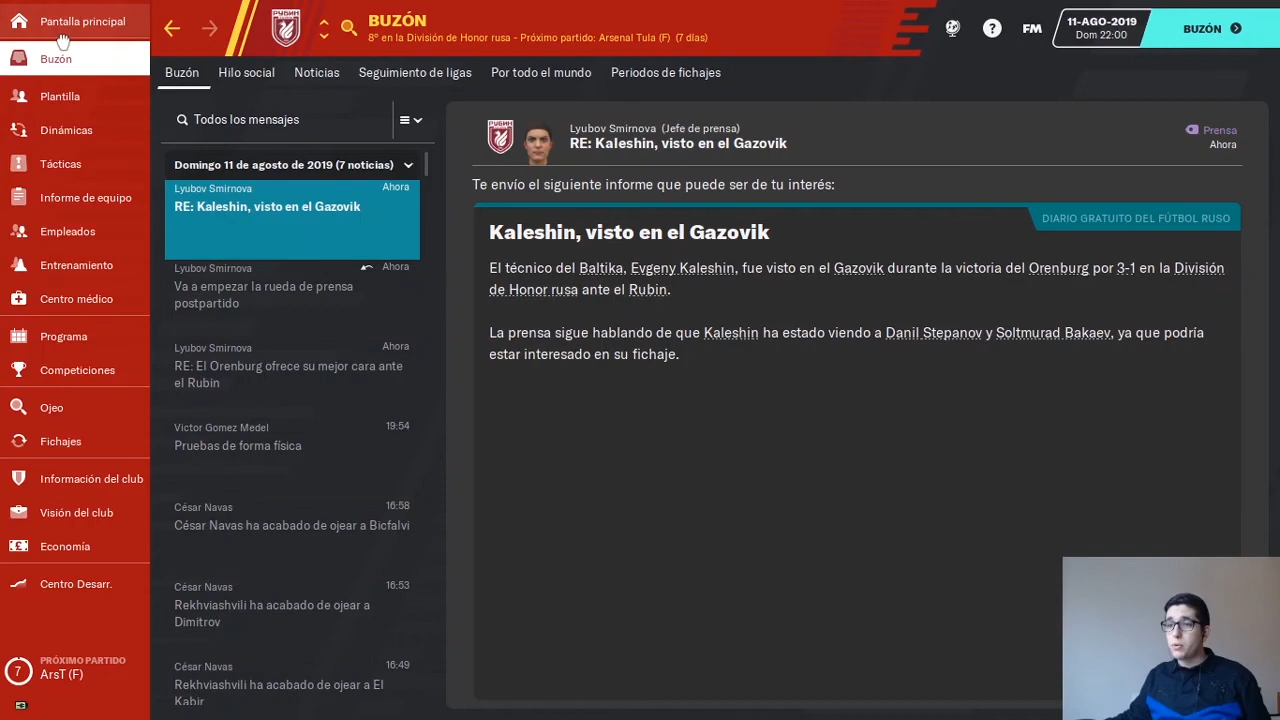 Pantalla principal
Buzón
Plantilla
Dinámicas
Tácticas
Informe de equipo
Empleados
Entrenamiento
Centro médico
Programa
Competiciones
Ojeo
Fichajes
Información del club
Visión del club
Economía
Centro Desarr.
7
PRÓXIMO PARTIDO
ArsT (F)
РУБИН
BUZÓN
8º en la División de Honor rusa - Próximo partido: Arsenal Tula (F) (7 días)
?
FM
11-AGO-2019
Dom 22:00
BUZÓN
Buzón
Hilo social
Noticias
Seguimiento de ligas
Por todo el mundo
Periodos de fichajes
Todos los mensajes
Domingo 11 de agosto de 2019 (7 noticias)
Lyubov Smirnova Ahora
RE: Kaleshin, visto en el Gazovik
Lyubov Smirnova Ahora
Va a empezar la rueda de prensa
postpartido
Lyubov Smirnova Ahora
RE: El Orenburg ofrece su mejor cara ante
el Rubin
Victor Gomez Medel 19:54
Pruebas de forma física
César Navas 16:58
César Navas ha acabado de ojear a Bicfalvi
César Navas 16:53
Rekhviashvili ha acabado de ojear a
Dimitrov
César Navas 16:49
Rekhviashvili ha acabado de ojear a El
Kabir
РУБИН
Lyubov Smirnova (Jefe de prensa)
RE: Kaleshin, visto en el Gazovik
Prensa
Ahora
Te envío el siguiente informe que puede ser de tu interés:
DIARIO GRATUITO DEL FÚTBOL RUSO
Kaleshin, visto en el Gazovik
El técnico del Baltika, Evgeny Kaleshin, fue visto en el Gazovik durante la victoria del Orenburg por 3-1 en la División
de Honor rusa ante el Rubin.
La prensa sigue hablando de que Kaleshin ha estado viendo a Danil Stepanov y Soltmurad Bakaev, ya que podría
estar interesado en su fichaje.